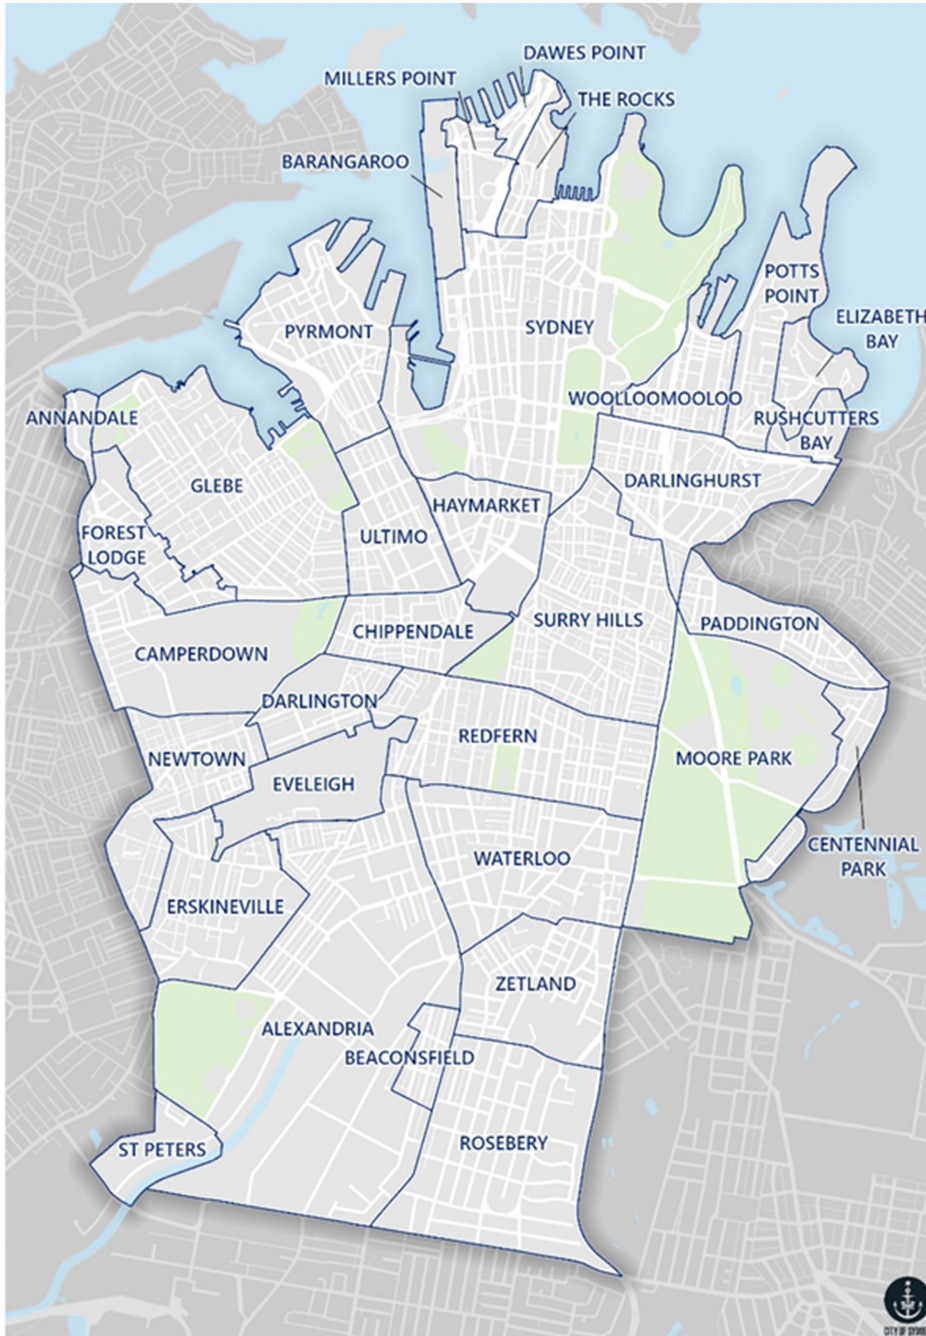 DAWES POINT
MILLERS POINT
THE ROCKS
BARANGAROO
POTTS
POINT
PYRMONT
SYDNEY
ELIZABETH
BAY
ANNANDALE
WOOLLOOMOOLOO
RUSHCUTTERS
BAY
GLEBE
DARLINGHURST
HAYMARKET
FOREST
LODGE
ULTIMO
SURRY HILLS
PADDINGTON
CHIPPENDALE
CAMPERDOWN
DARLINGTON
REDFERN
NEWTOWN
MOORE PARK
EVELEIGH
CENTENNIAL
PARK
WATERLOO
ERSKINEVILLE
ZETLAND
ALEXANDRIA
BEACONSFIELD
ROSEBERY
ST PETERS